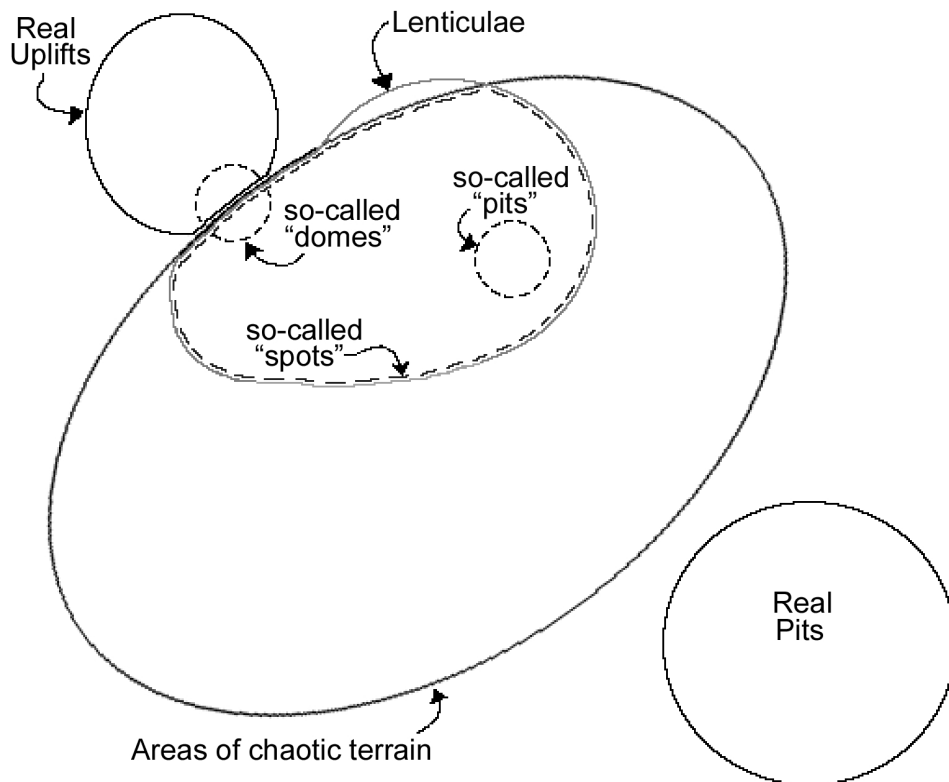 Real
Uplifts
Lenticulae
so-called
“domes”
so-called
“pits”
so-called
“spots”
Real
Pits
Areas of chaotic terrain